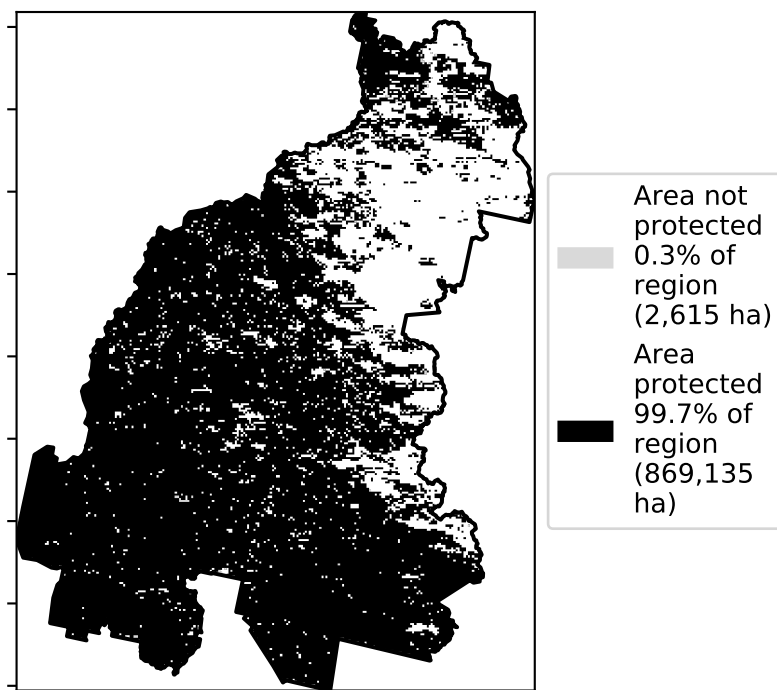 Area not
protected
0.3% of
region
(2,615 ha)
Area
protected
99.7% of
region
(869,135
ha)